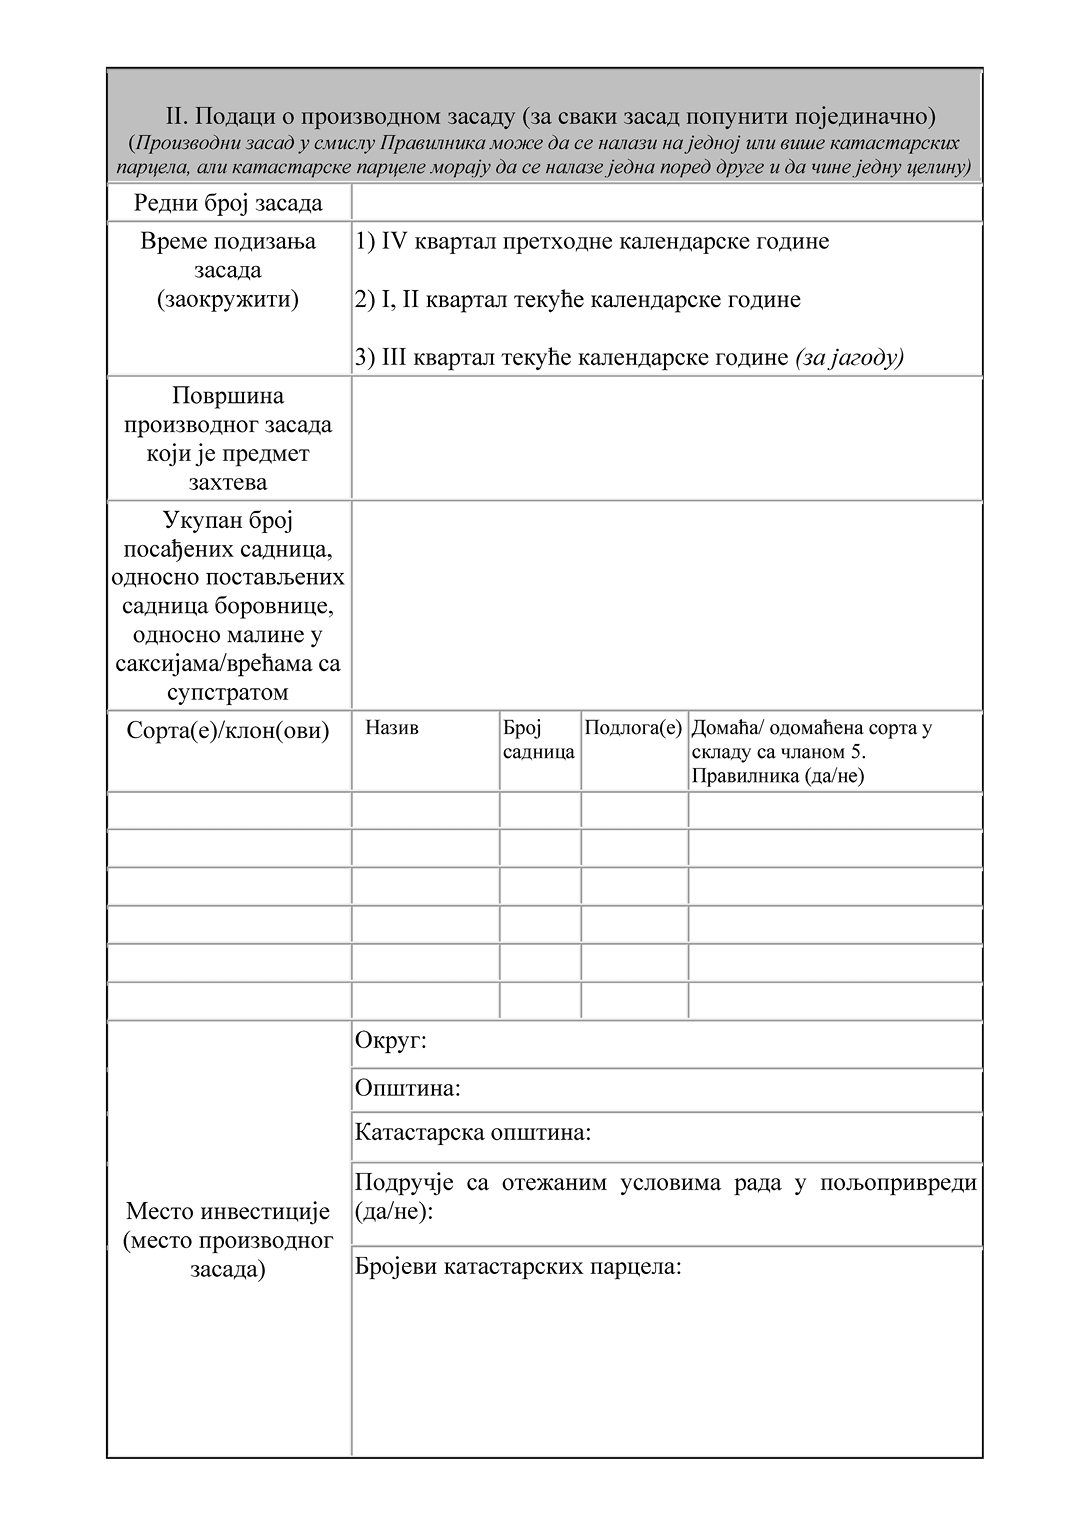 II. Подаци о производном засаду (за сваки засад попунити појединачно)
(Производни засад у смислу Правилника може да се налази на једној или више катастарских
парцела, али катастарске парцеле морају да се налазе једна поред друге и да чине једну целину)
Редни број засада
Време подизања
засада
(заокружити)
1) IV квартал претходне календарске године
2) I, II квартал текуће календарске године
3) III квартал текуће календарске године (за јагоду)
Површина
производног засада
који је предмет
захтева
Укупан број
посађених садница,
односно постављених
садница боровнице,
односно малине у
саксијама/врећама са
супстратом
Сорта(е)/клон(ови)
Назив
Број
садница
Подлога(е)
Домаћа/ одомаћена сорта у
складу са чланом 5.
Правилника (да/не)
Место инвестиције
(место производног
засада)
Округ:
Општина:
Катастарска општина:
Подручје са отежаним условима рада у пољопривреди
(да/не):
Бројеви катастарских парцела: